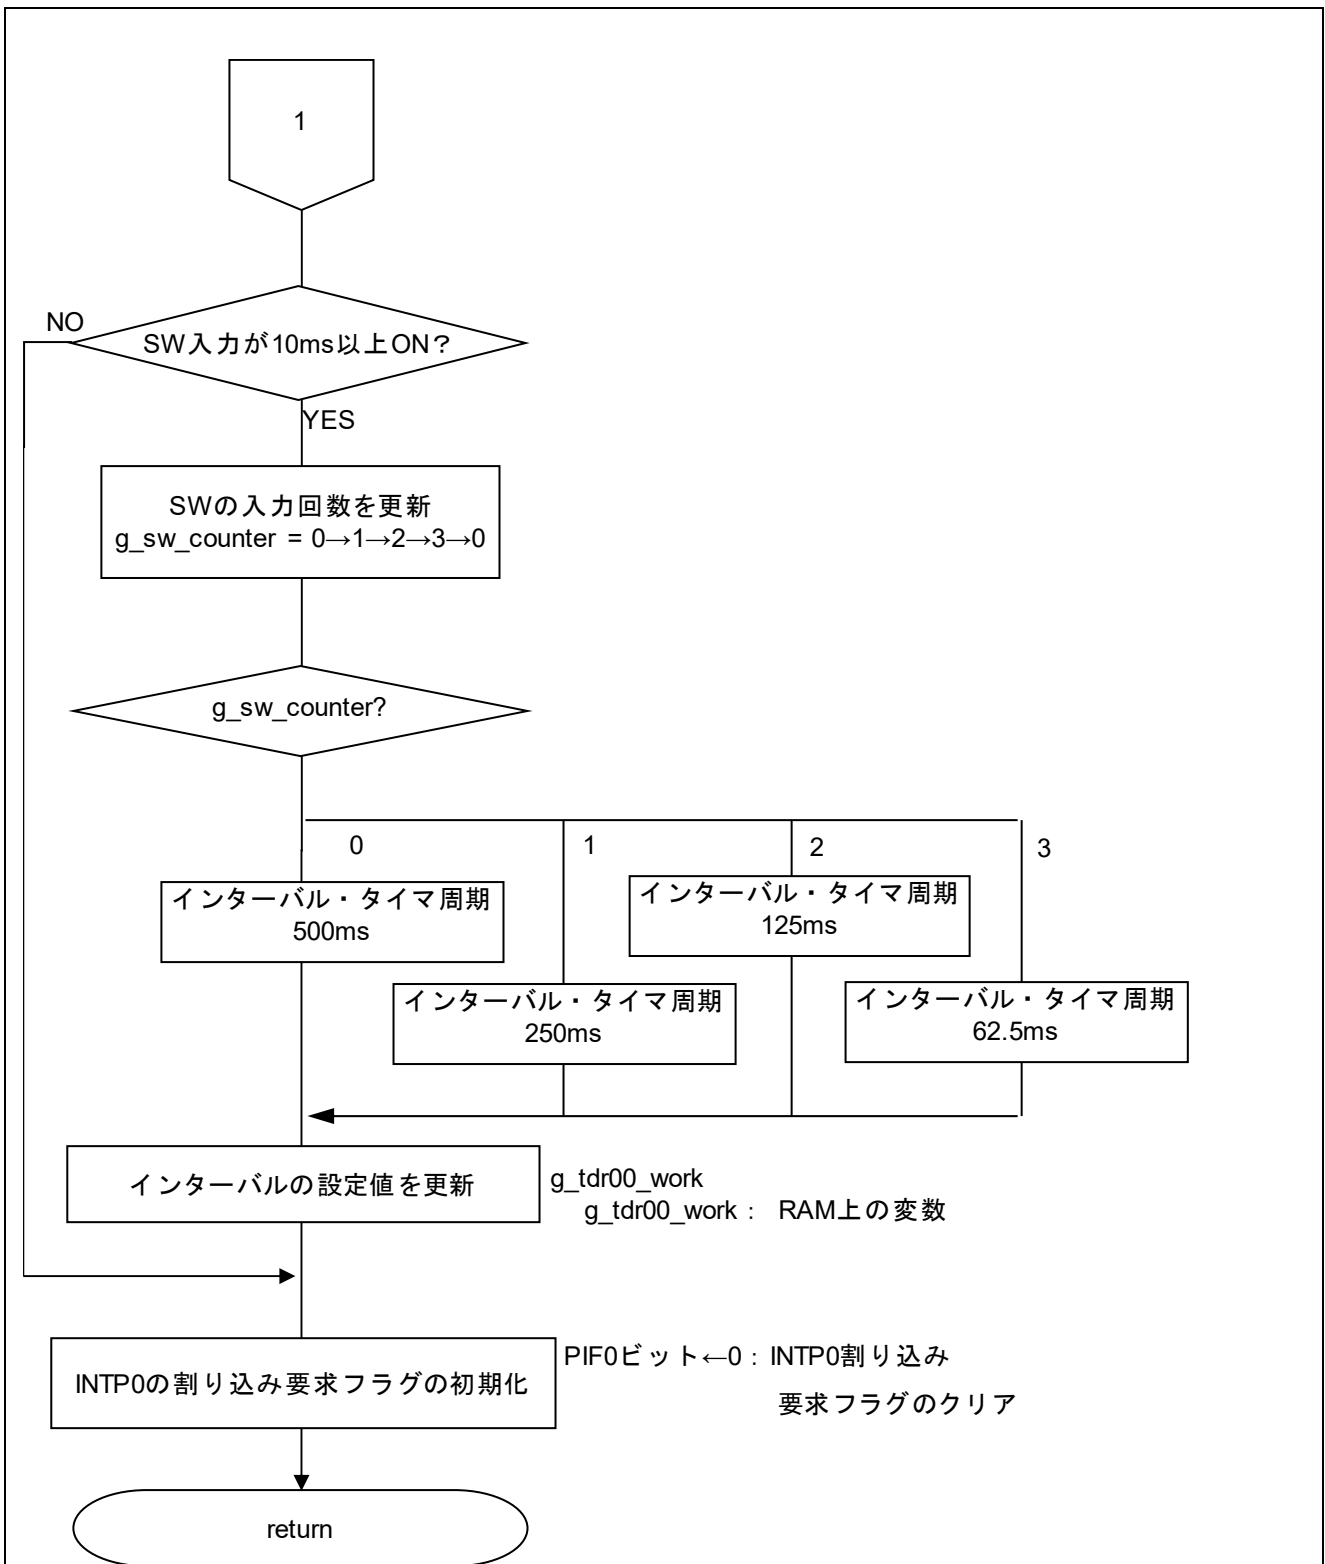 1
NO
SW入力が10ms以上ON?
YES
SWの入力回数を更新
g_sw_counter = 0→1→2→3→0
g_sw_counter?
0
1
2
3
インターバル・タイマ周期
500ms
インターバル・タイマ周期
125ms
インターバル・タイマ周期
250ms
インターバル・タイマ周期
62.5ms
インターバルの設定値を更新
g_tdr00_work
g_tdr00_work : RAM上の変数
INTP0の割り込み要求フラグの初期化
PIF0ビット←0 : INTP0割り込み
要求フラグのクリア
return